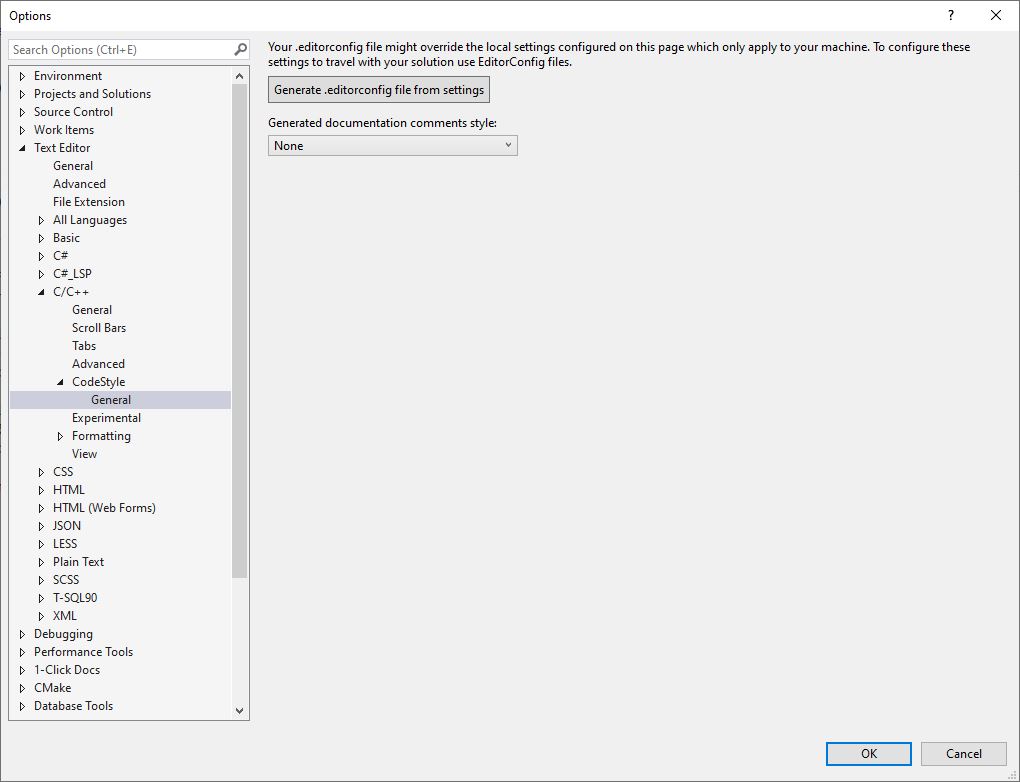 Options
?
Search Options (Ctrl+E)
Environment
Projects and Solutions
Source Control
Work Items
Text Editor
General
Advanced
File Extension
All Languages
Basic
C#
C#_LSP
C/C++
General
Scroll Bars
Tabs
Advanced
CodeStyle
General
Experimental
Formatting
View
CSS
HTML
HTML (Web Forms)
JSON
LESS
Plain Text
SCSS
T-SQL90
XML
Debugging
Performance Tools
1-Click Docs
CMake
Database Tools
Your .editorconfig file might override the local settings configured on this page which only apply to your machine. To configure these
settings to travel with your solution use EditorConfig files.
Generate .editorconfig file from settings
Generated documentation comments style:
None
OK
Cancel